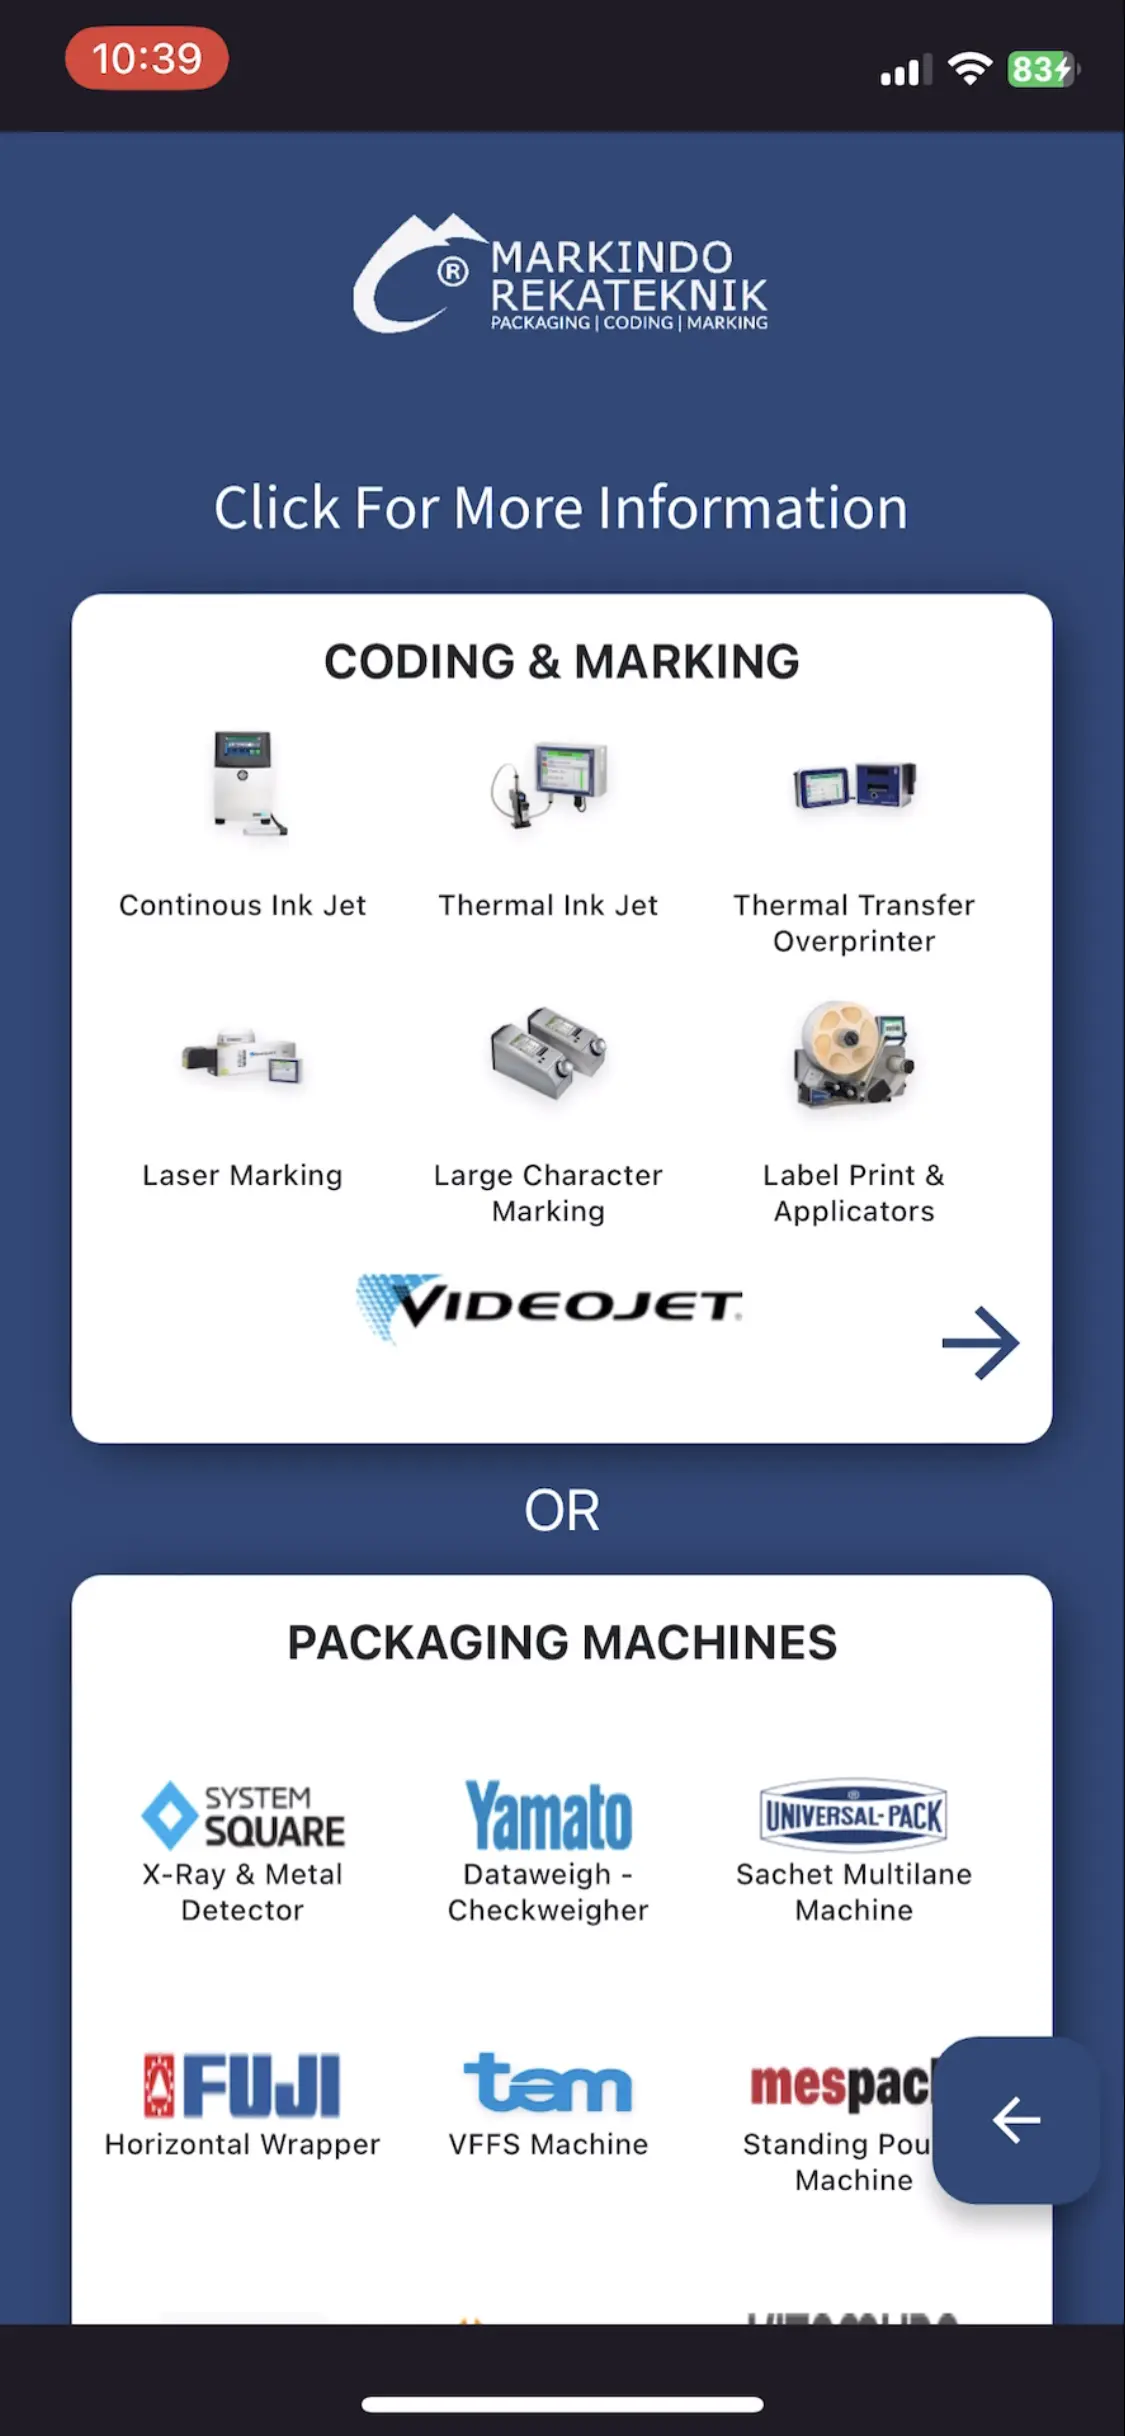 10:39
83
MARKINDO
REKATEKNIK
PACKAGING | CODING | MARKING
Click For More Information
CODING & MARKING
Continous Ink Jet
Thermal Ink Jet
Thermal Transfer
Overprinter
Laser Marking
Large Character
Marking
Label Print &
Applicators
VIDEOJET
OR
PACKAGING MACHINES
SYSTEM
SQUARE
X-Ray & Metal
Detector
Yamato
Dataweigh -
Checkweigher
UNIVERSAL-PACK
Sachet Multilane
Machine
FUJI
Horizontal Wrapper
tam
VFFS Machine
mespac
Standing Pou
Machine